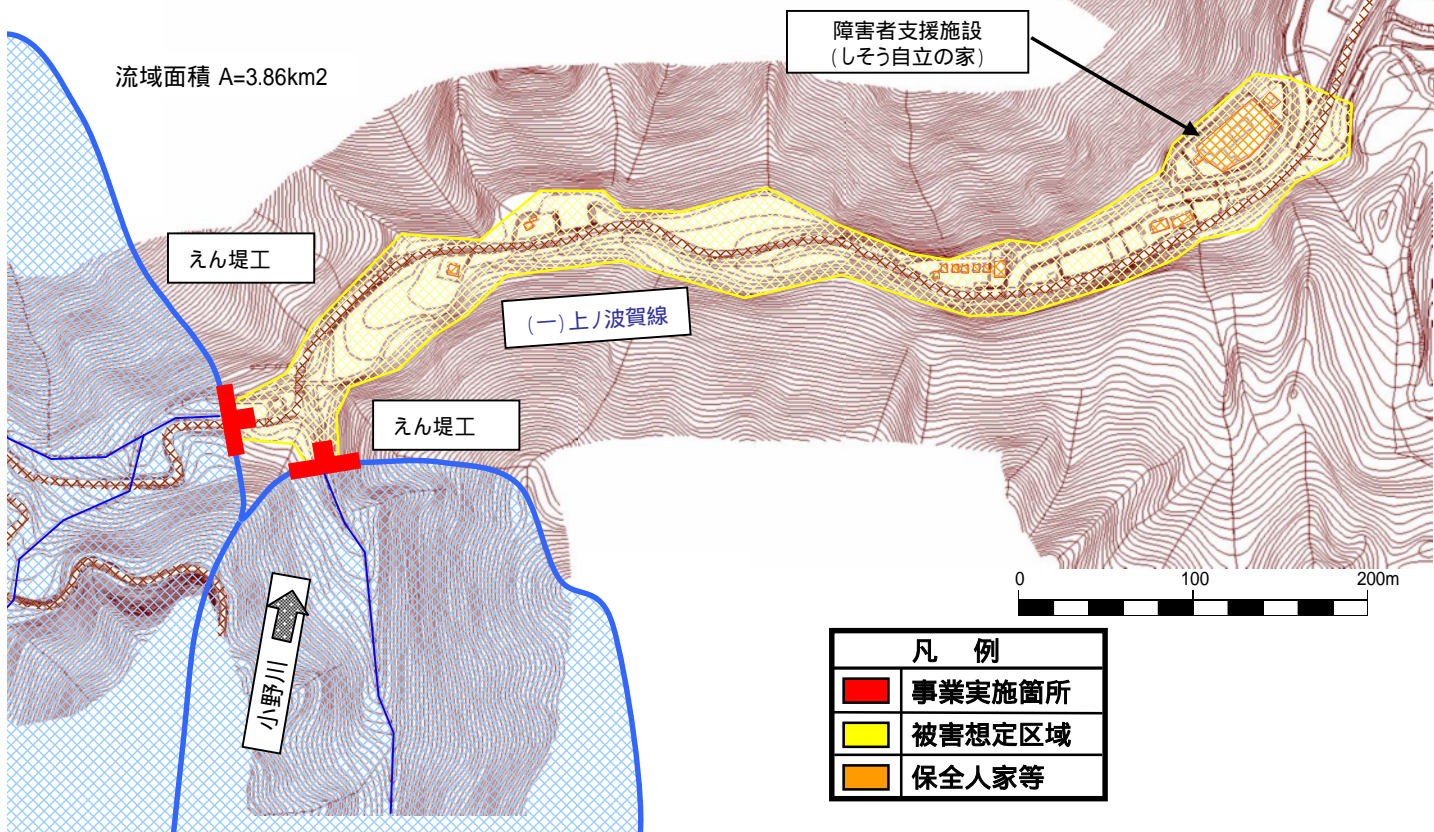 障害者支援施設
(しそう自立の家)
流域面積 A=3.86km2
えん堤工
(一)上ノ波賀線
えん堤工
小野川
0 100 200m
凡 例
事業実施箇所
被害想定区域
保全人家等